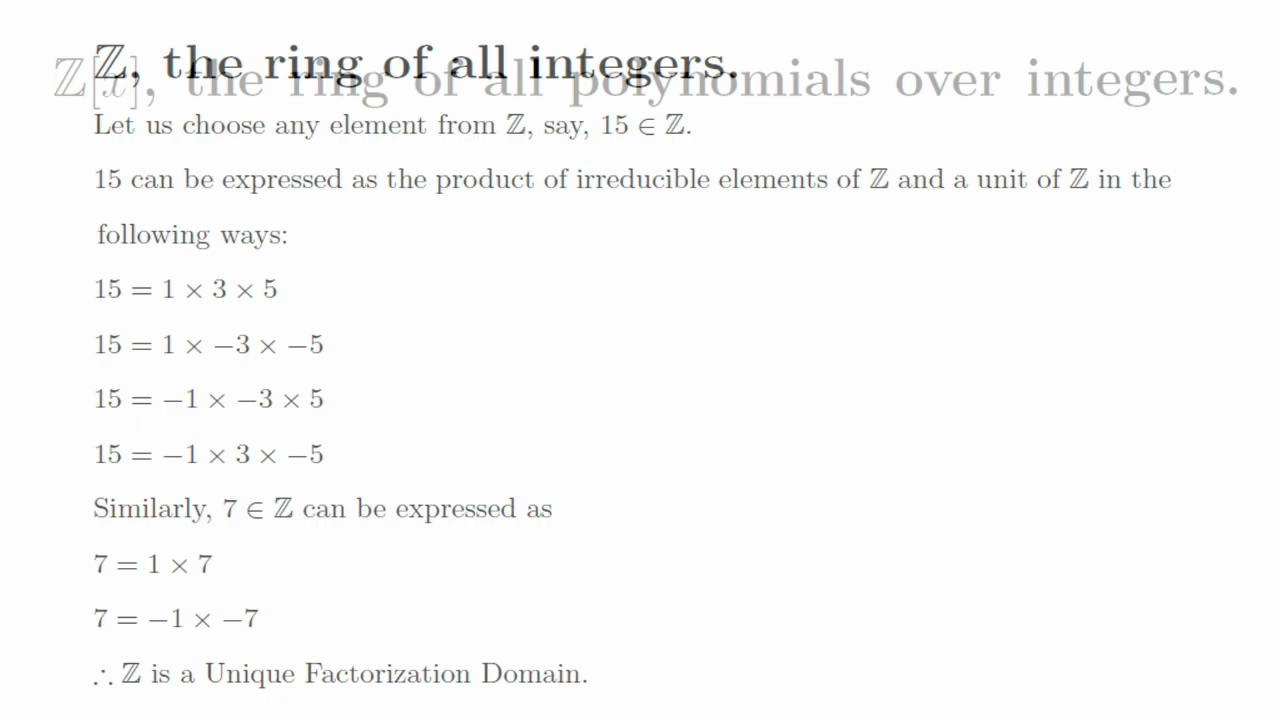 ℤ, the ring of all integers.
ℤ[x], the ring of all polynomials over integers.
Let us choose any element from ℤ, say, 15 ∈ ℤ.
15 can be expressed as the product of irreducible elements of ℤ and a unit of ℤ in the
following ways:
15 = 1 × 3 × 5
15 = 1 × −3 × −5
15 = −1 × −3 × 5
15 = −1 × 3 × −5
Similarly, 7 ∈ ℤ can be expressed as
7 = 1 × 7
7 = −1 × −7
∴ ℤ is a Unique Factorization Domain.